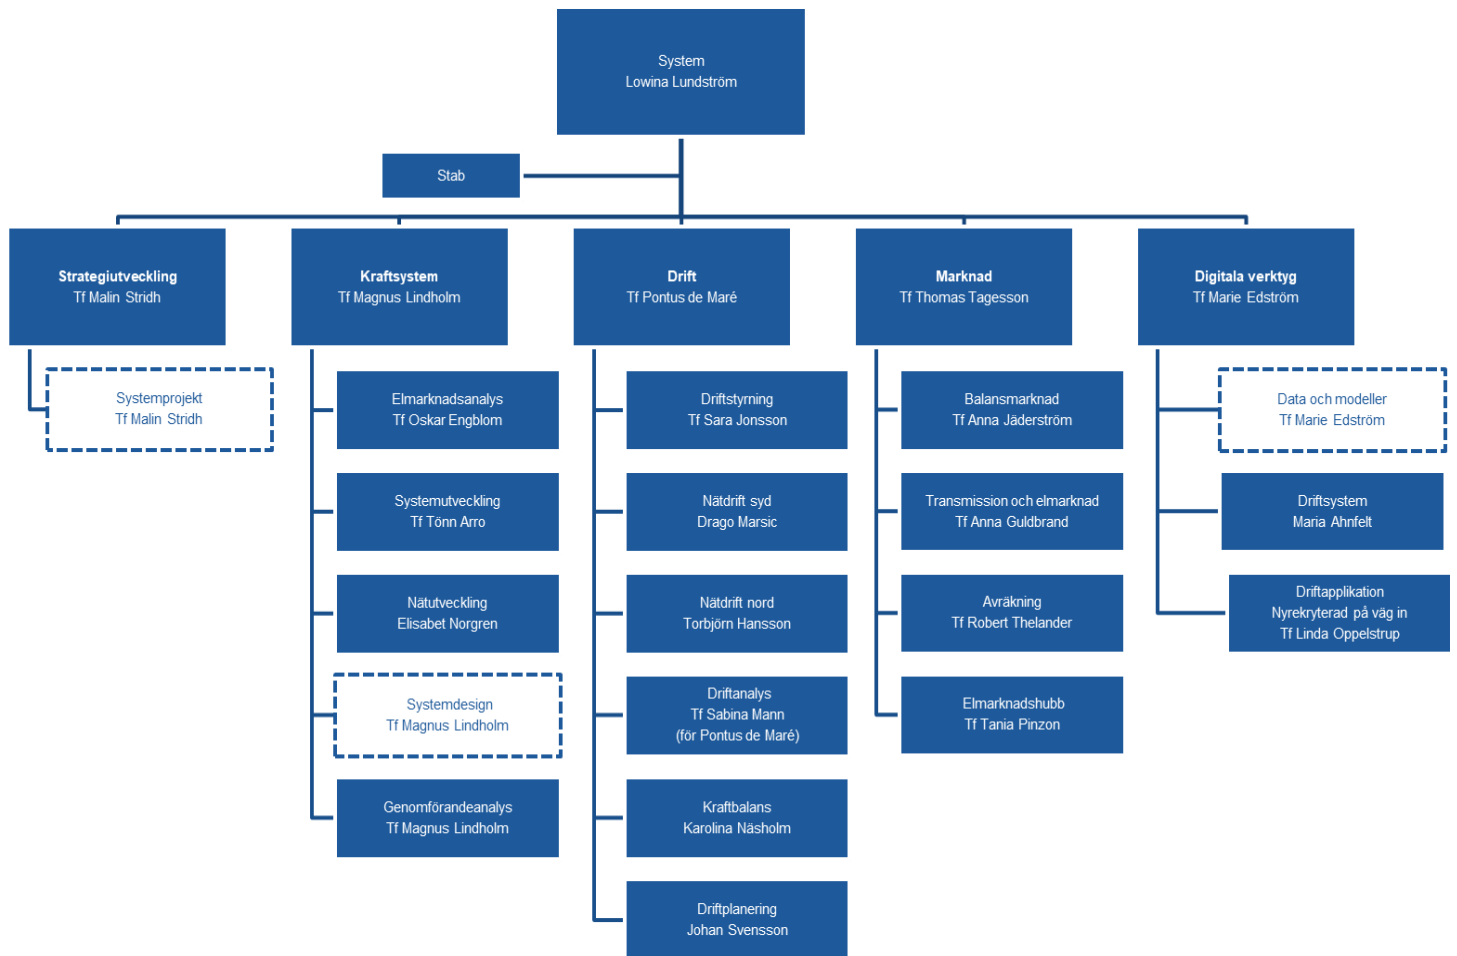 System
Lowina Lundström
Stab
Strategiutveckling
Tf Malin Stridh
Systemprojekt
Tf Malin Stridh
Kraftsystem
Tf Magnus Lindholm
Elmarknadsanalys
Tf Oskar Engblom
Systemutveckling
Tf Tönn Arro
Nätutveckling
Elisabet Norgren
Systemdesign
Tf Magnus Lindholm
Genomförandeanalys
Tf Magnus Lindholm
Drift
Tf Pontus de Maré
Driftstyrning
Tf Sara Jonsson
Nätdrift syd
Drago Marsic
Nätdrift nord
Torbjörn Hansson
Driftanalys
Tf Sabina Mann
(för Pontus de Maré)
Kraftbalans
Karolina Näsholm
Driftplanering
Johan Svensson
Marknad
Tf Thomas Tagesson
Balansmarknad
Tf Anna Jäderström
Transmission och elmarknad
Tf Anna Guldbrand
Avräkning
Tf Robert Thelander
Elmarknadshubb
Tf Tania Pinzon
Digitala verktyg
Tf Marie Edström
Data och modeller
Tf Marie Edström
Driftsystem
Maria Ahnfelt
Driftapplikation
Nyrekryterad på väg in
Tf Linda Oppelstrup